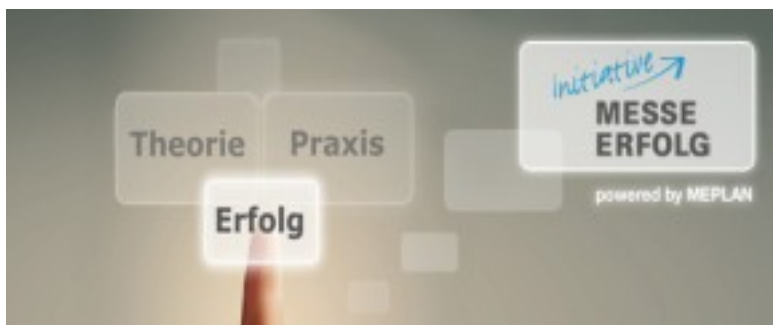 Theorie Praxis
Erfolg
Initiative
MESSE
ERFOLG
powered by MEPLAN